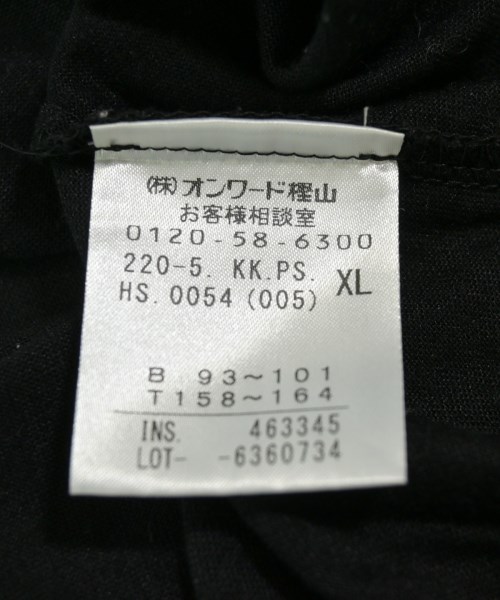 (株)オンワード樫山
お客様相談室
0120-58-6300
220-5. KK.PS. XL
HS.0054(005)
B 93~101
T158~164
INS. 463345
LOT- -6360734